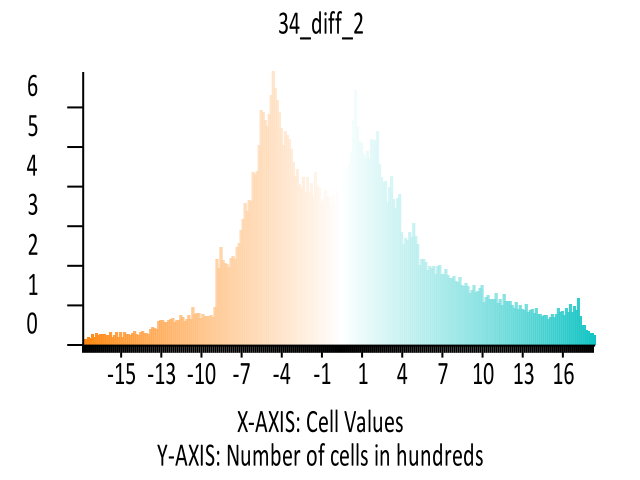 34_diff_2
6
5
4
3
2
1
0
-15 -13 -10 -7 -4 -1 1 4 7 10 13 16
X-AXIS: Cell Values
Y-AXIS: Number of cells in hundreds